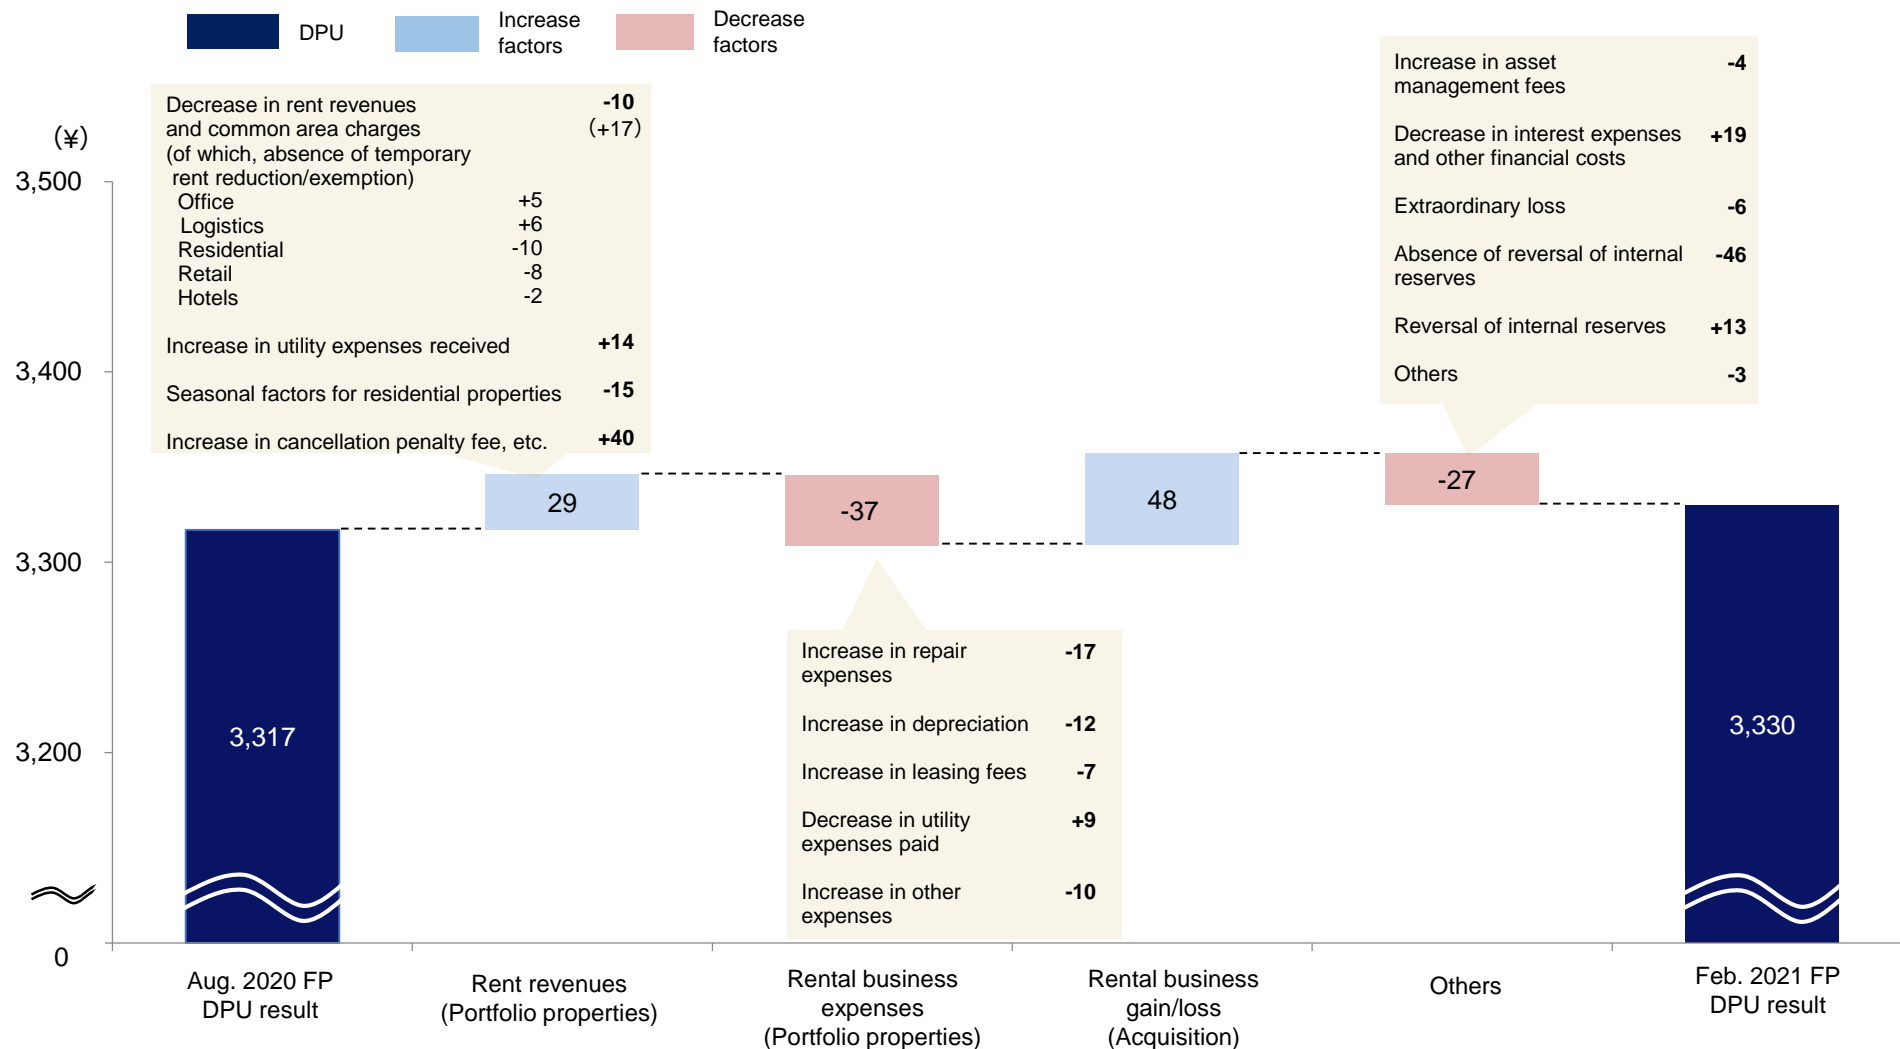 DPU
Increase
factors
Decrease
factors
(¥)
3,500
3,400
3,300
3,200
0
Decrease in rent revenues -10
and common area charges (+17)
(of which, absence of temporary
rent reduction/exemption)
Office +5
Logistics +6
Residential -10
Retail -8
Hotels -2
Increase in utility expenses received +14
Seasonal factors for residential properties -15
Increase in cancellation penalty fee, etc. +40
Increase in asset -4
management fees
Decrease in interest expenses +19
and other financial costs
Extraordinary loss -6
Absence of reversal of internal -46
reserves
Reversal of internal reserves +13
Others -3
3,317
29
-37
48
-27
3,330
Increase in repair -17
expenses
Increase in depreciation -12
Increase in leasing fees -7
Decrease in utility +9
expenses paid
Increase in other -10
expenses
Aug. 2020 FP
DPU result
Rent revenues
(Portfolio properties)
Rental business
expenses
(Portfolio properties)
Rental business
gain/loss
(Acquisition)
Others
Feb. 2021 FP
DPU result